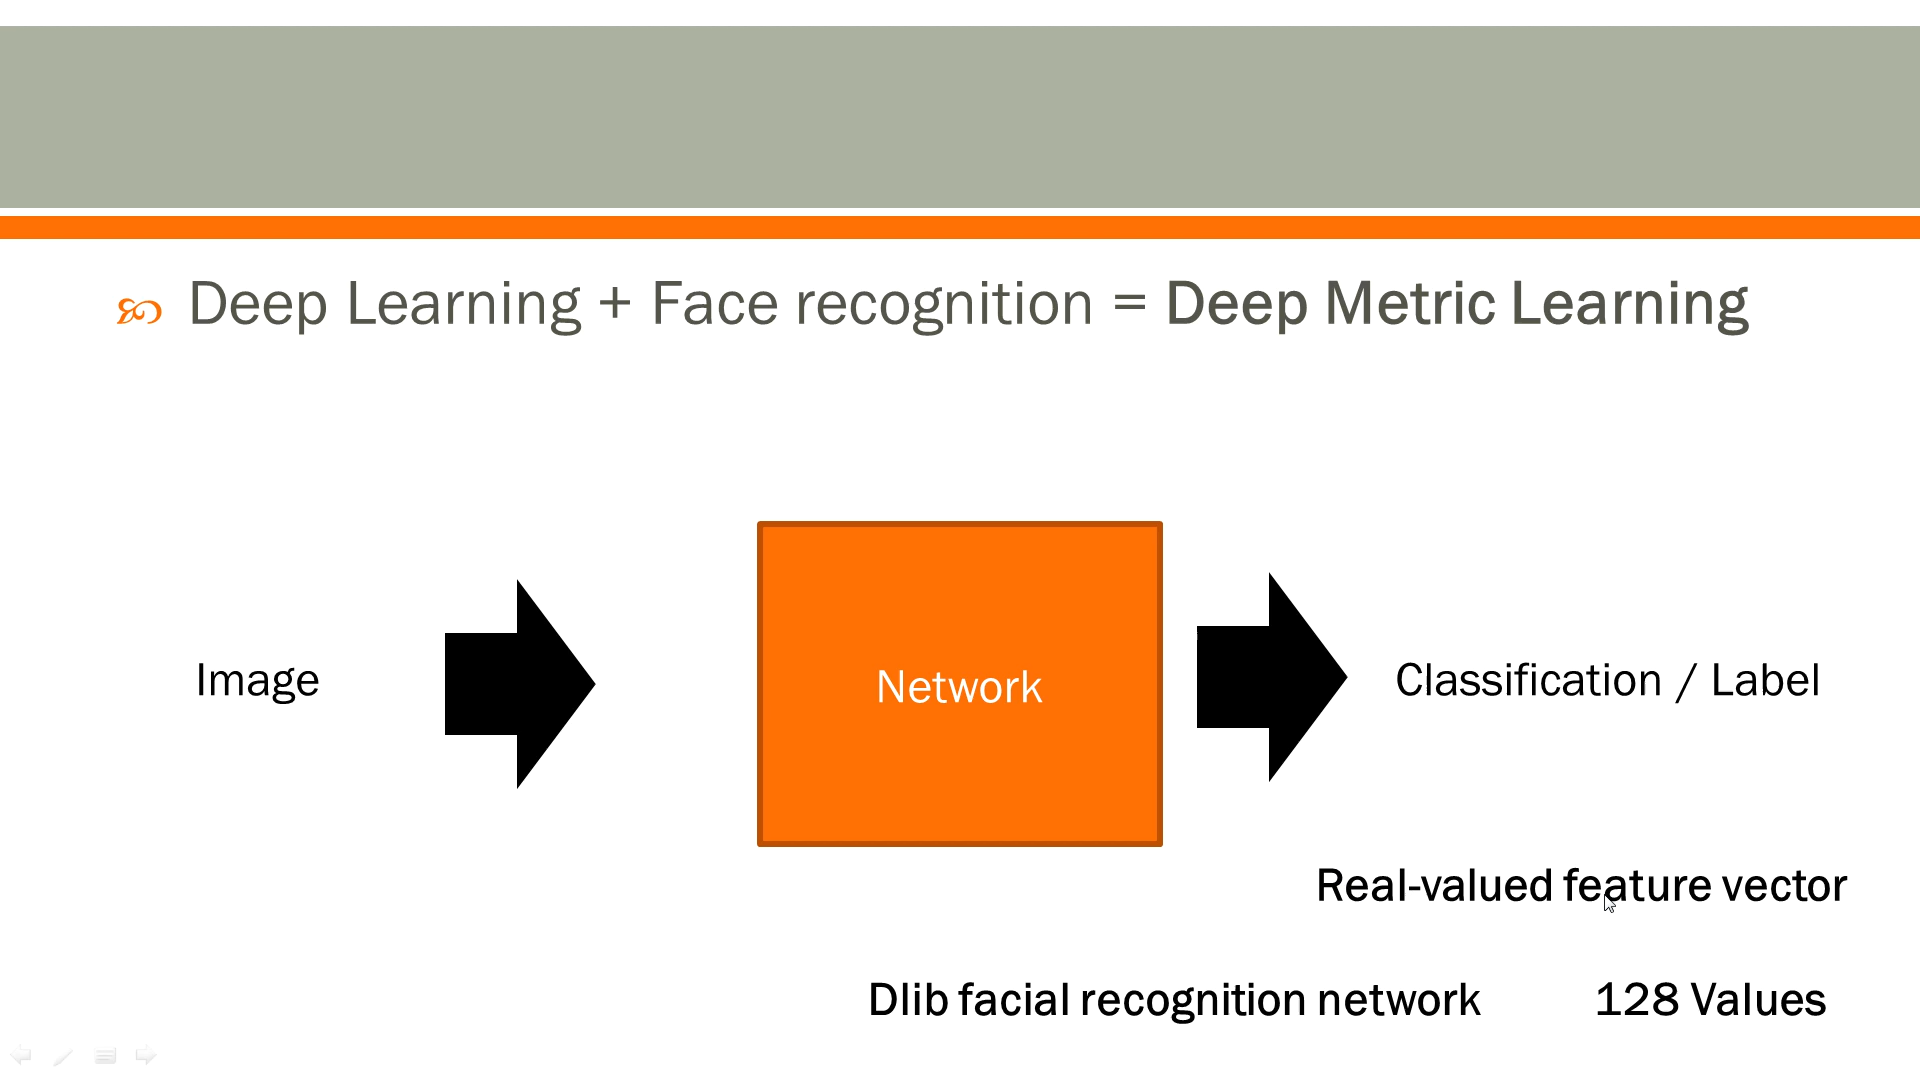 Deep Learning + Face recognition = Deep Metric Learning
Image
Network
Classification / Label
Real-valued feature vector
Dlib facial recognition network 128 Values